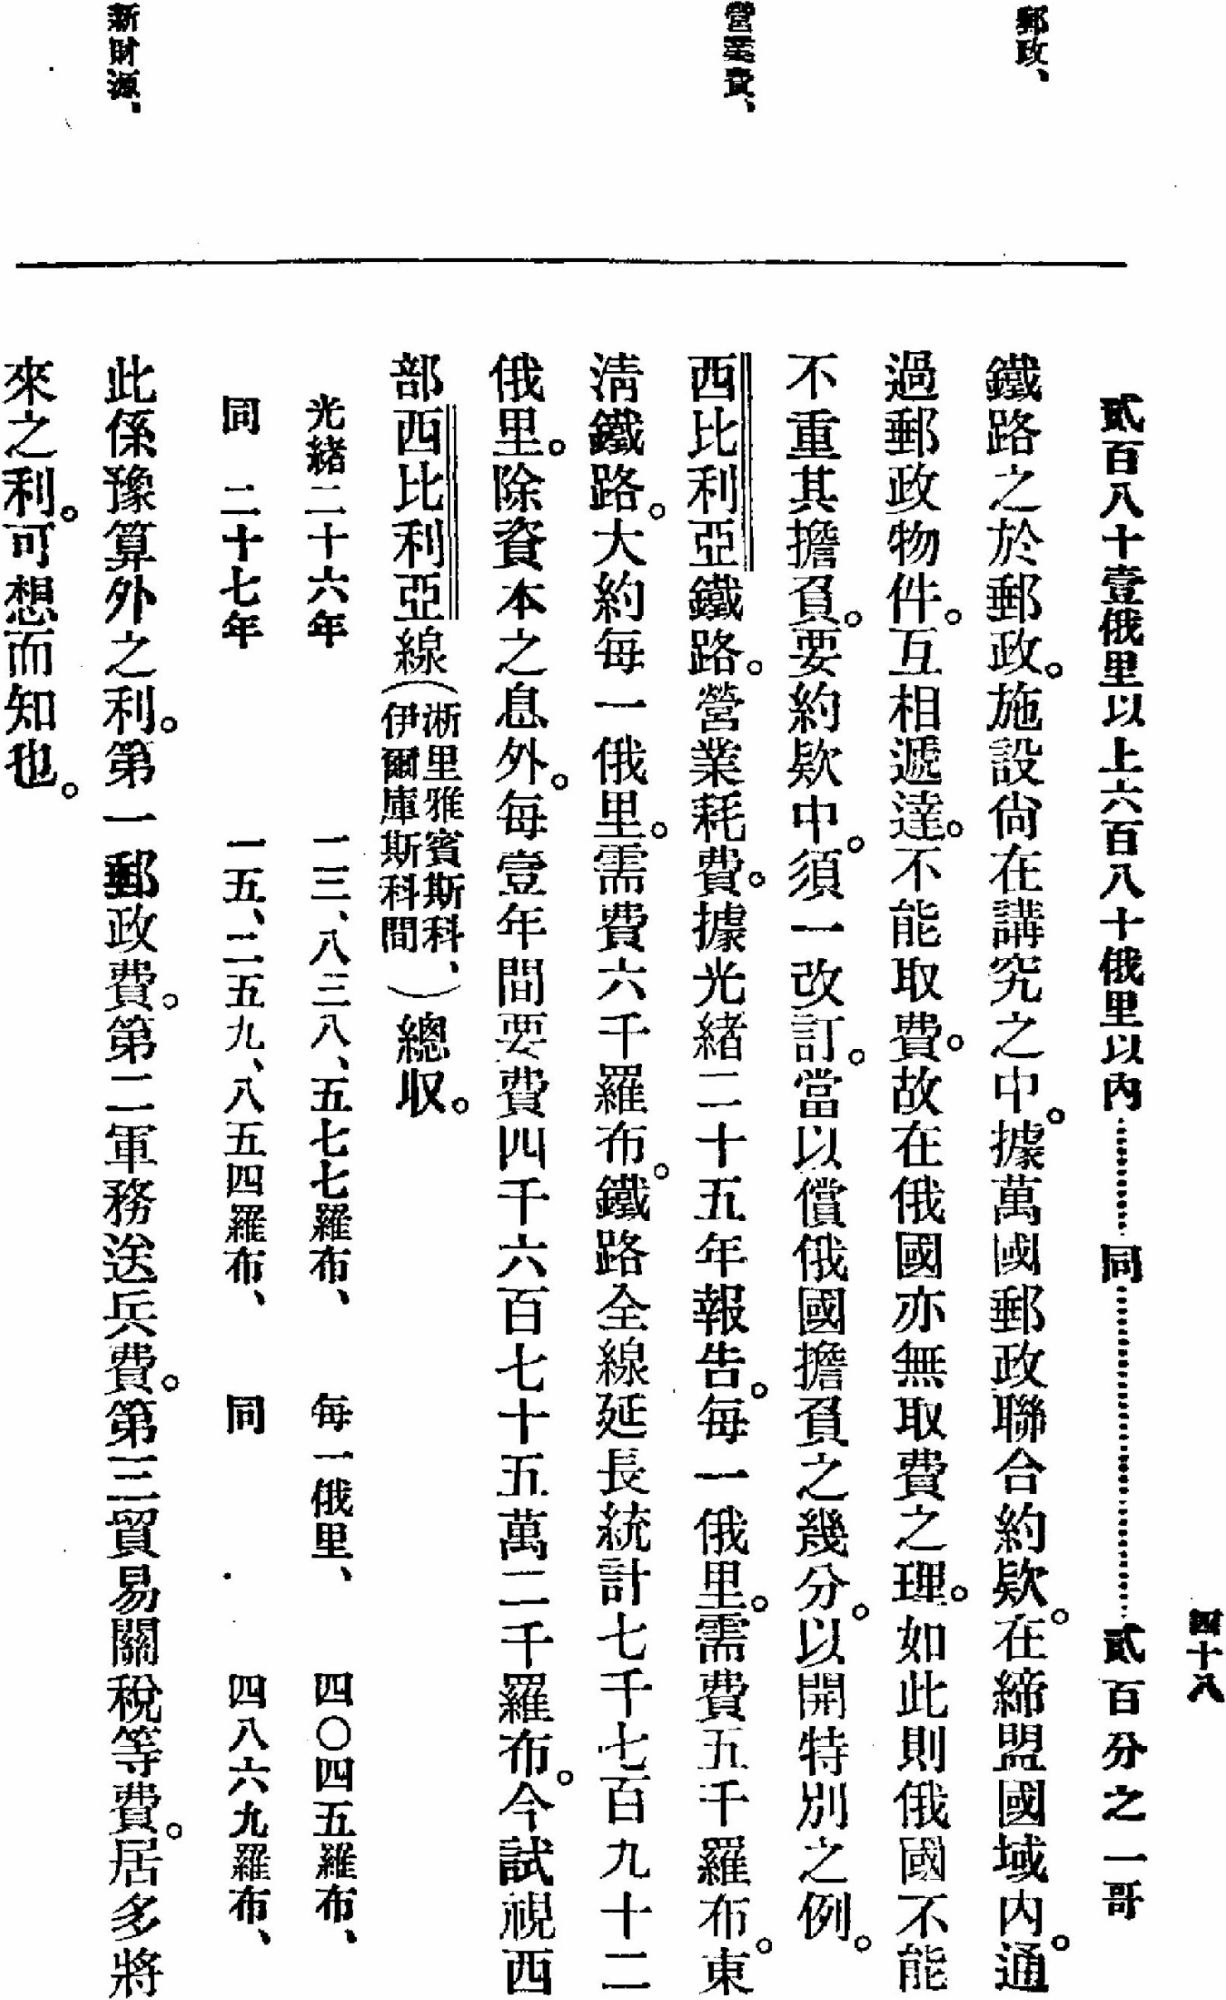 四十八
貳百八十壹俄里以上六百八十俄里以內………同………………貳百分之一哥
郵政、
鐵路之於郵政。施設尙在講究之中。據萬國郵政聯合約欵。在締盟國域內。通
過郵政物件。互相遞達。不能取費。故在俄國亦無取費之理。如此則俄國不能
不重其擔負。要約欵中。須一改訂。當以償俄國擔負之幾分。以開特別之例。
營業費、
西比利亞鐵路。營業耗費。據光緒二十五年報告。每一俄里。需費五千羅布。東
淸鐵路。大約每一俄里。需費六千羅布。鐵路全線延長統計七千七百九十二
俄里。除資本之息外。每壹年間要費四千六百七十五萬二千羅布。今試視西
部西比利亞線(淅里雅賓斯科、伊爾庫斯科間)總収。
光緒二十六年 一三、八三八、五七七羅布、 每一俄里、 四〇四五羅布、
同 二十七年 一五、二五九、八五四羅布、 同 四八六九羅布、
新財源、
此係豫算外之利。第一郵政費。第二軍務送兵費。第三貿易關稅等費。居多將
來之利。可想而知也。